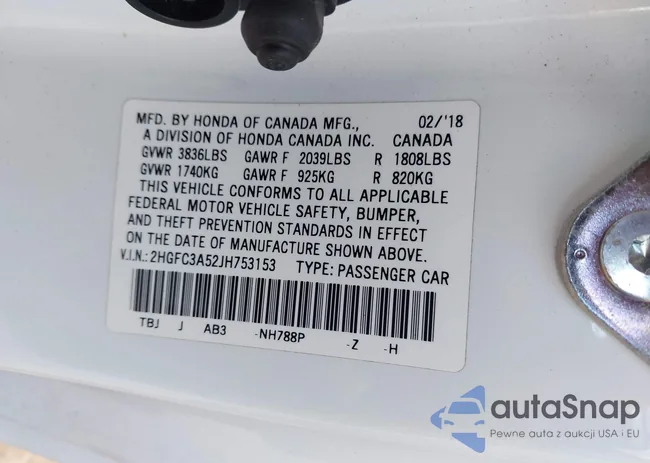 MFD. BY HONDA OF CANADA MFG., 02/'18
A DIVISION OF HONDA CANADA INC. CANADA
GVWR 3836LBS GAWR F 2039LBS R 1808LBS
GVWR 1740KG GAWR F 925KG R 820KG
THIS VEHICLE CONFORMS TO ALL APPLICABLE
FEDERAL MOTOR VEHICLE SAFETY, BUMPER,
AND THEFT PREVENTION STANDARDS IN EFFECT
ON THE DATE OF MANUFACTURE SHOWN ABOVE.
V.I.N.: 2HGFC3A52JH753153 TYPE: PASSENGER CAR
TBJ J AB3 -NH788P -Z -H
autaSnap
Pewne auta z aukcji USA i EU